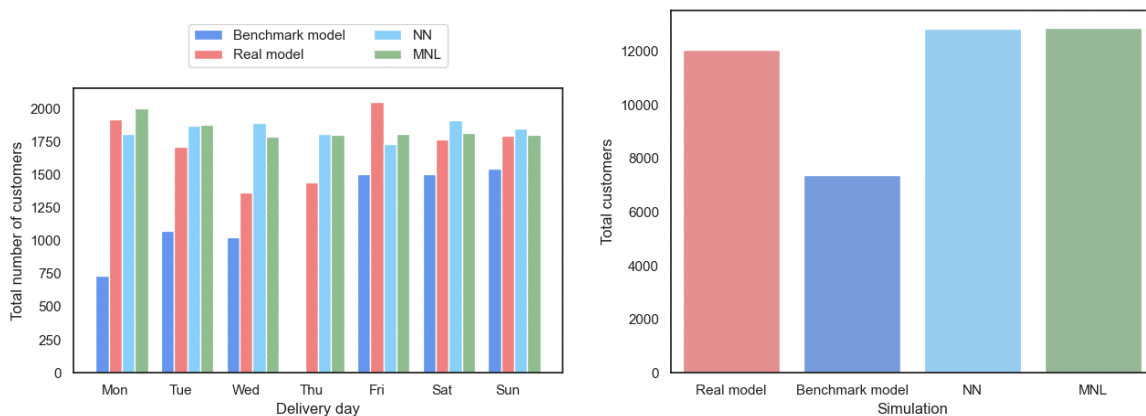 Benchmark model
Real model
NN
MNL
Total number of customers
2000
1750
1500
1250
1000
750
500
250
0
Mon Tue Wed Thu Fri Sat Sun
Delivery day
Total customers
12000
10000
8000
6000
4000
2000
0
Real model Benchmark model NN MNL
Simulation